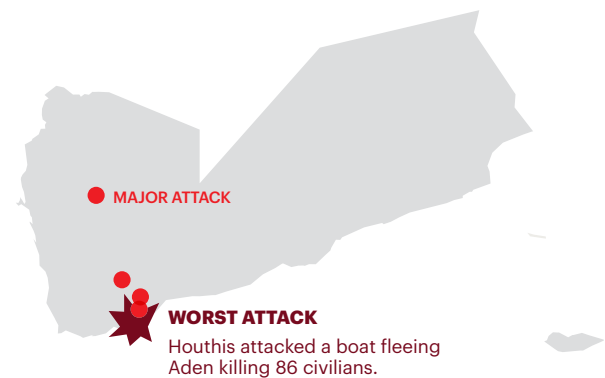 MAJOR ATTACK
WORST ATTACK
Houthis attacked a boat fleeing
Aden killing 86 civilians.